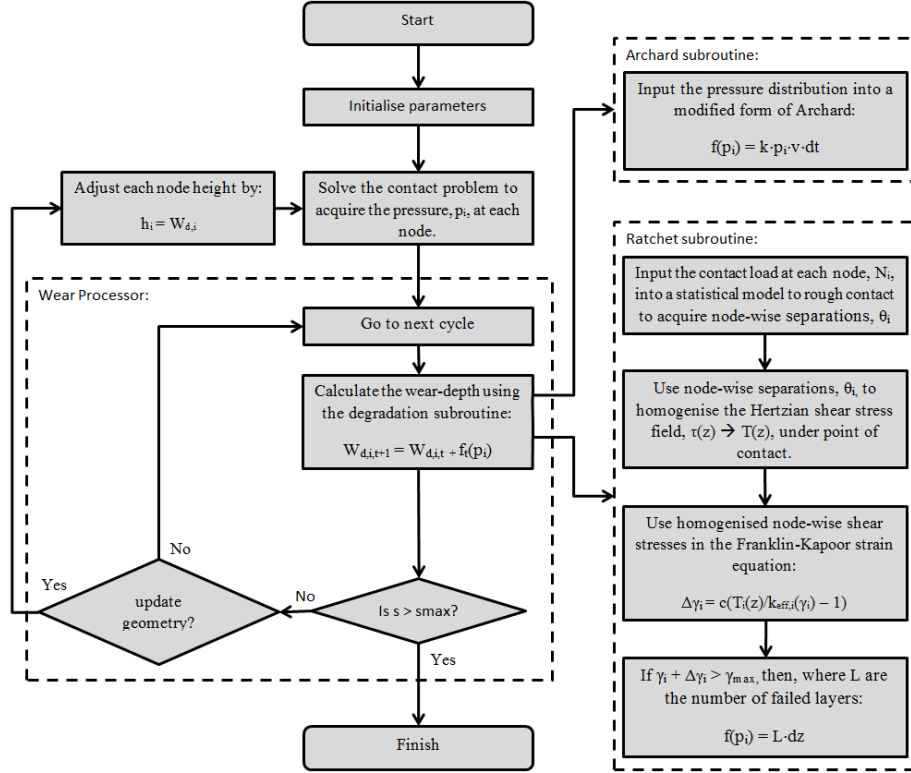 Start
Initialise parameters
Adjust each node height by:
hᵢ = W_d,i
Solve the contact problem to
acquire the pressure, pᵢ, at each
node.
Wear Processor:
Go to next cycle
Calculate the wear-depth using
the degradation subroutine:
W_d,i,t+1 = W_d,i,t + f_t(pᵢ)
Is s > smax?
No
Yes
update
geometry?
No
Yes
Finish
Archard subroutine:
Input the pressure distribution into a
modified form of Archard:
f(pᵢ) = k·pᵢ·v·dt
Ratchet subroutine:
Input the contact load at each node, Nᵢ,
into a statistical model to rough contact
to acquire node-wise separations, θᵢ
Use node-wise separations, θᵢ, to
homogenise the Hertzian shear stress
field, τ(z) → T(z), under point of
contact.
Use homogenised node-wise shear
stresses in the Franklin-Kapoor strain
equation:
Δγᵢ = c(Tᵢ(z)/k_eff,i(γᵢ) – 1)
If γᵢ + Δγᵢ > γ_max, then, where L are
the number of failed layers:
f(pᵢ) = L·dz